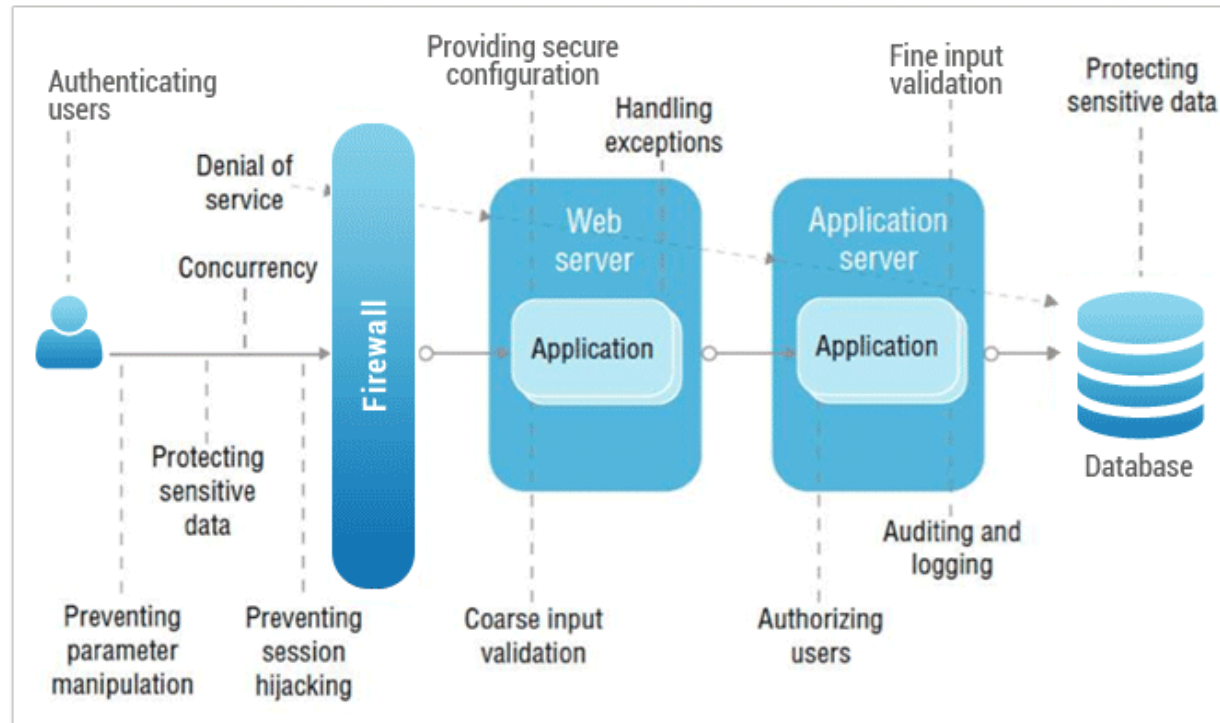 Authenticating
users
Providing secure
configuration
Fine input
validation
Protecting
sensitive data
Handling
exceptions
Denial of
service
Concurrency
Firewall
Web
server
Application
Application
server
Application
Database
Protecting
sensitive
data
Auditing and
logging
Preventing
parameter
manipulation
Preventing
session
hijacking
Coarse input
validation
Authorizing
users